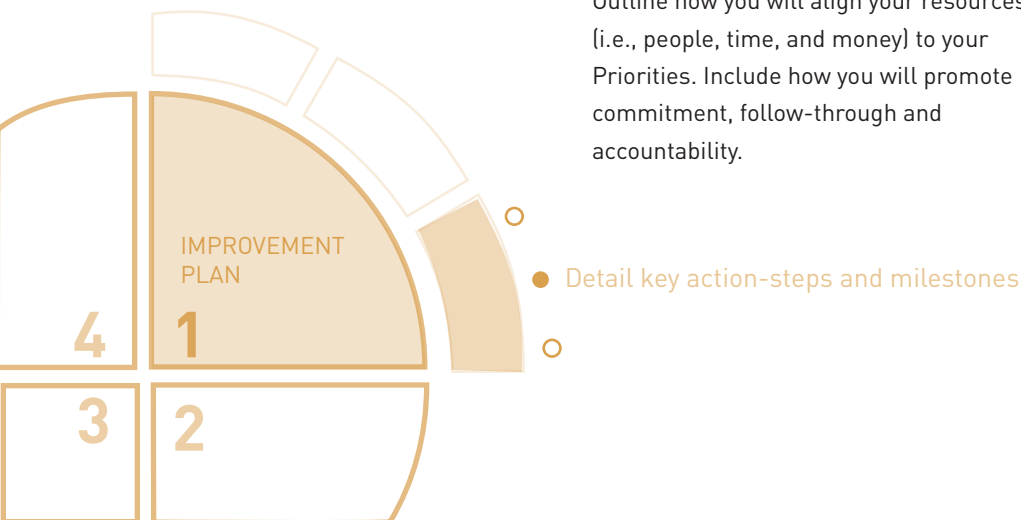 Outline how you will align your resources
(i.e., people, time, and money) to your
Priorities. Include how you will promote
commitment, follow-through and
accountability.
IMPROVEMENT
PLAN
Detail key action-steps and milestones
4
1
3
2